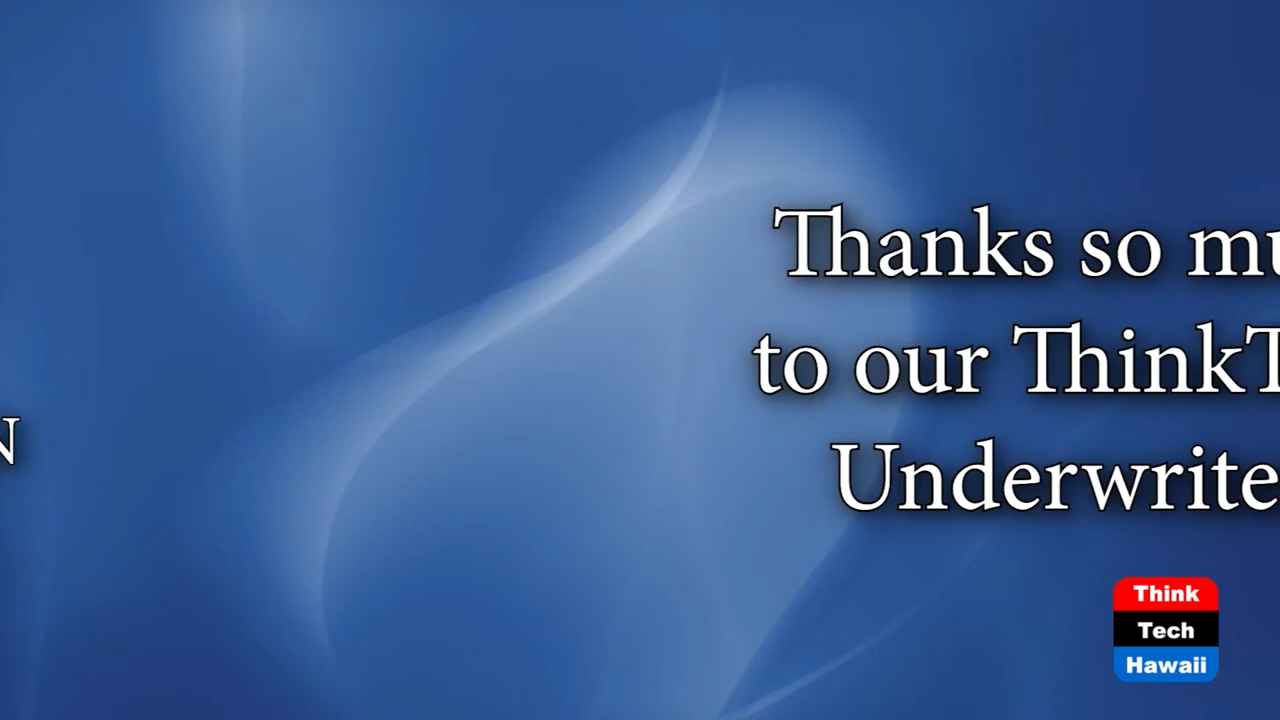 N
Thanks so mu
to our ThinkT
Underwrite
Think
Tech
Hawaii